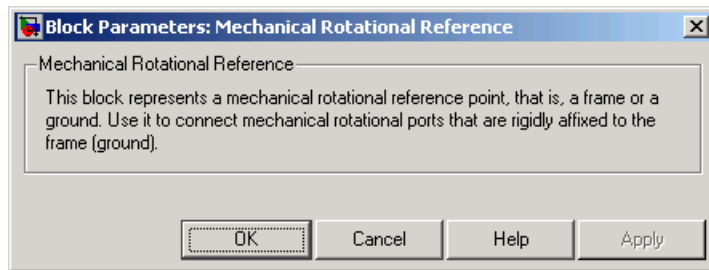 Block Parameters: Mechanical Rotational Reference
Mechanical Rotational Reference
This block represents a mechanical rotational reference point, that is, a frame or a
ground. Use it to connect mechanical rotational ports that are rigidly affixed to the
frame (ground).
OK
Cancel
Help
Apply